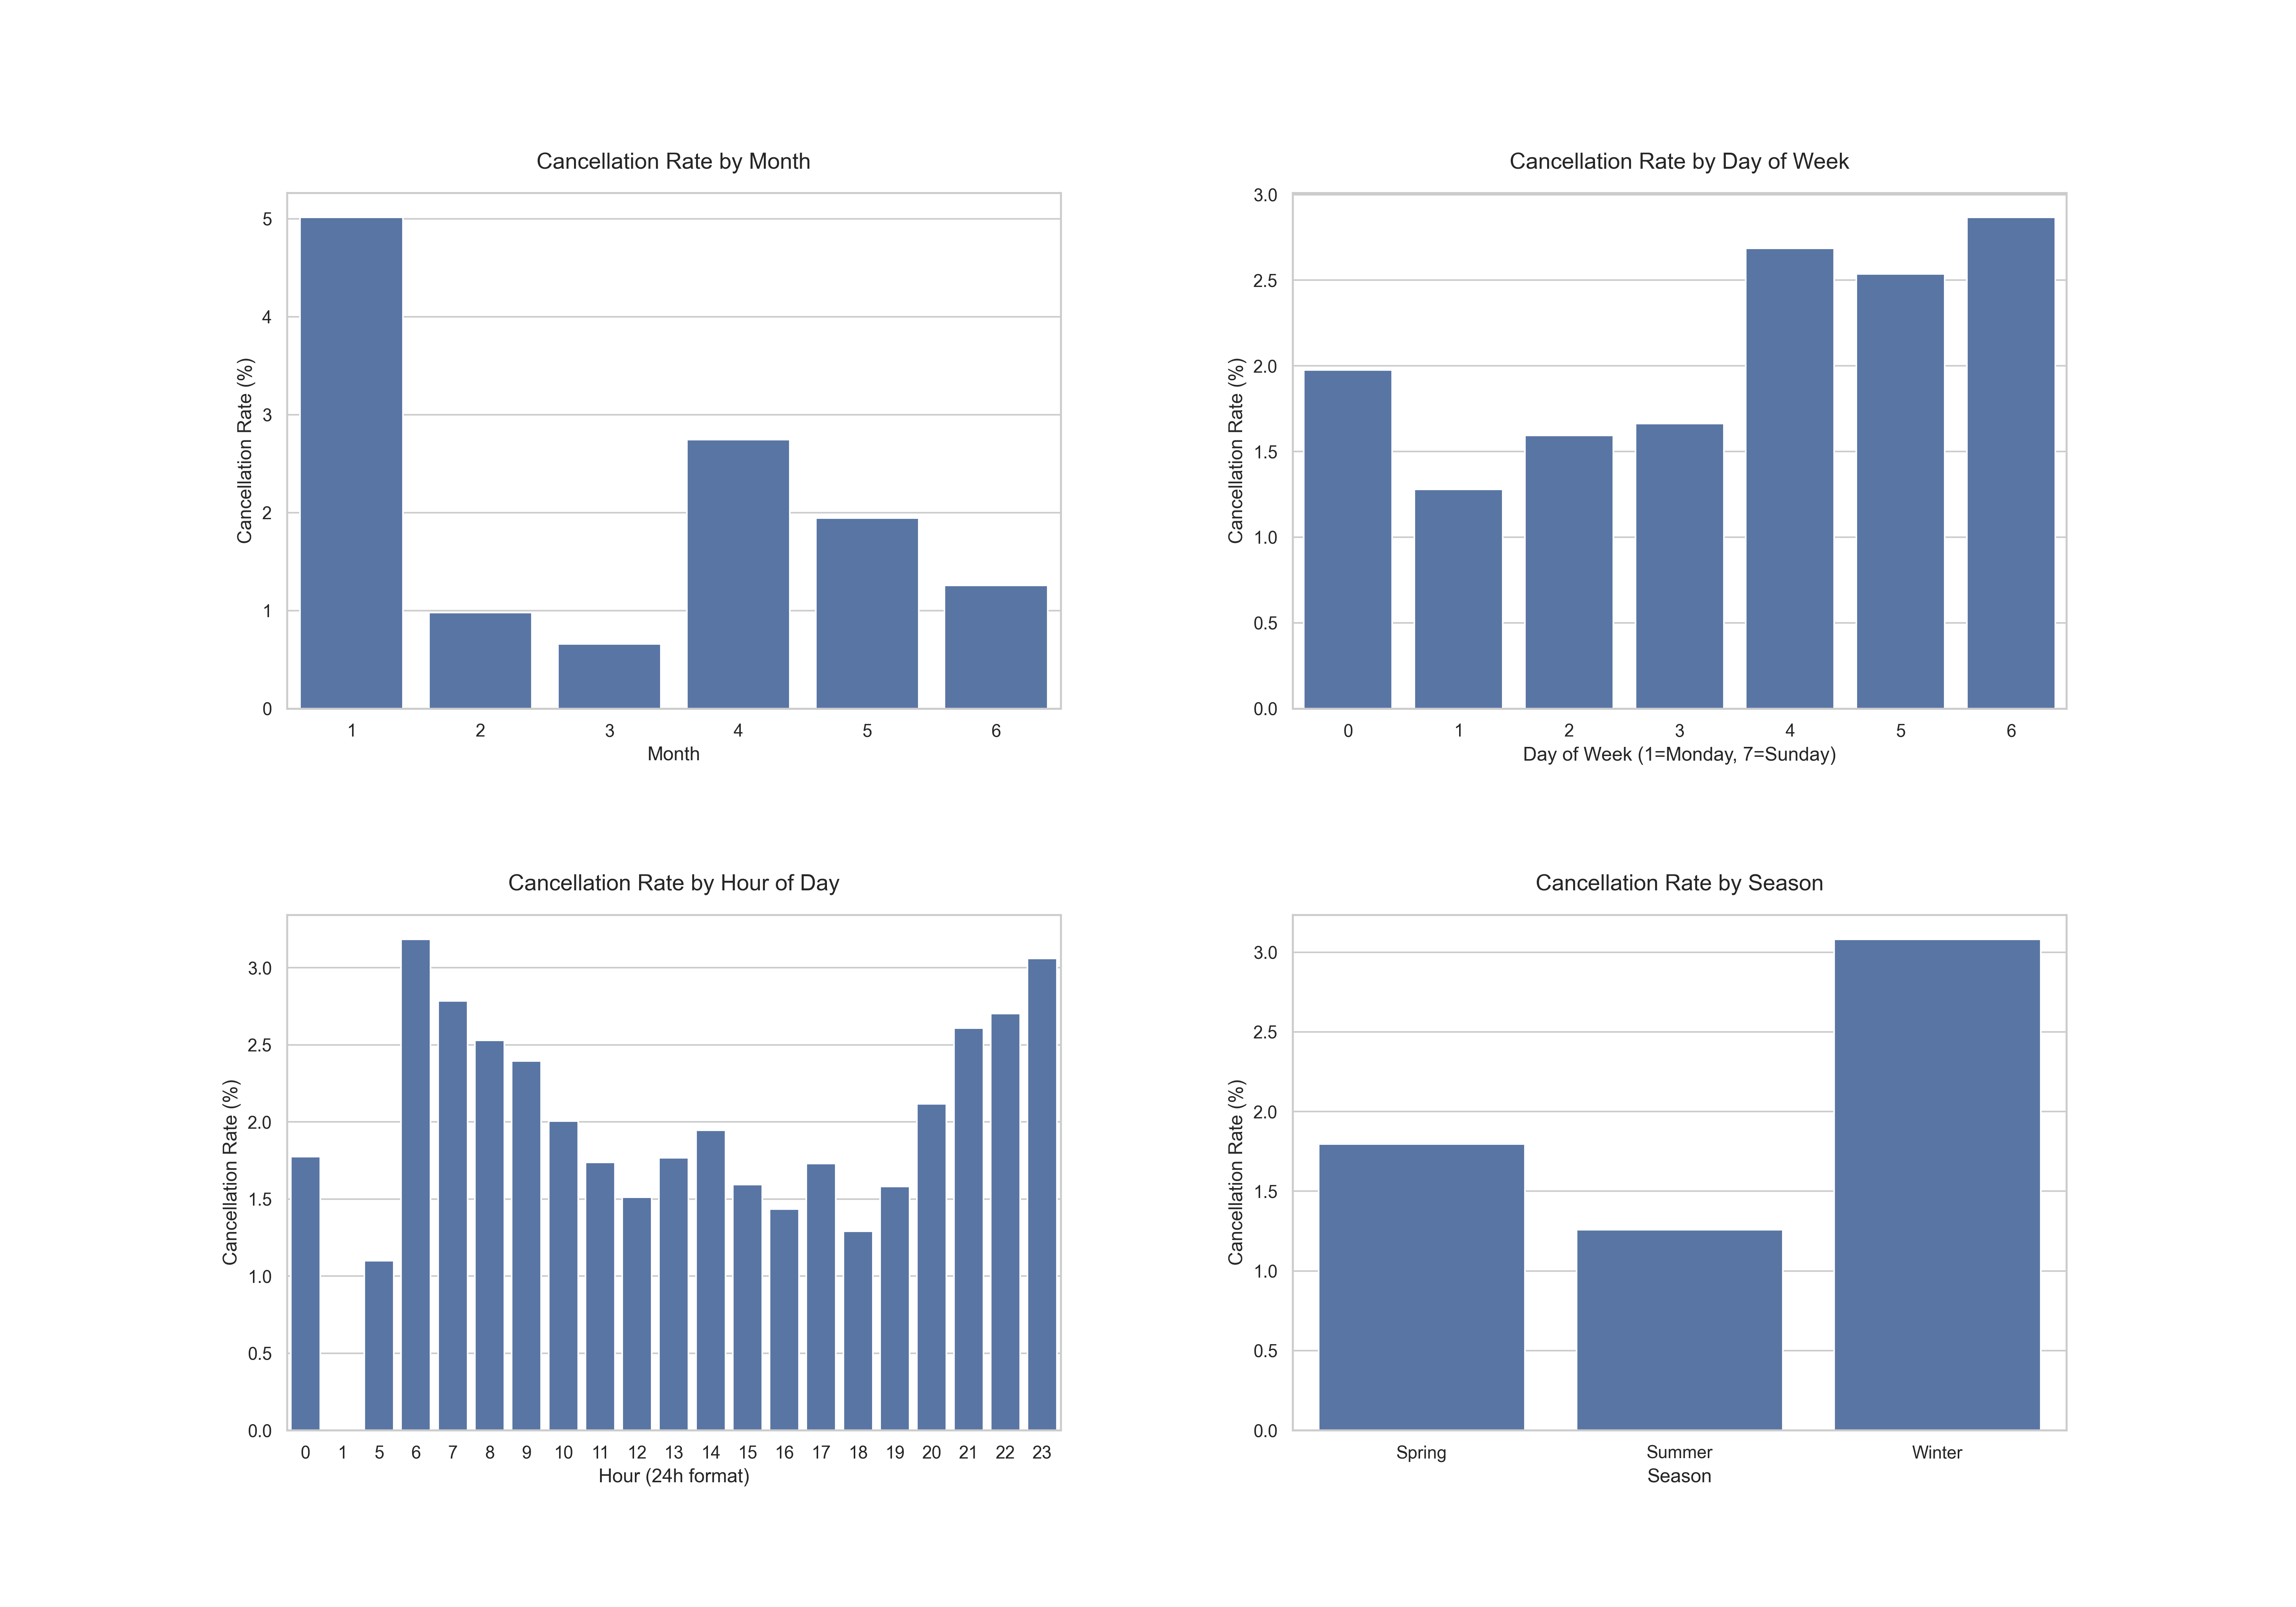 Cancellation Rate by Month
Cancellation Rate (%)
5
4
3
2
1
0
1 2 3 4 5 6
Month
Cancellation Rate by Day of Week
Cancellation Rate (%)
3.0
2.5
2.0
1.5
1.0
0.5
0.0
0 1 2 3 4 5 6
Day of Week (1=Monday, 7=Sunday)
Cancellation Rate by Hour of Day
Cancellation Rate (%)
3.0
2.5
2.0
1.5
1.0
0.5
0.0
0 1 5 6 7 8 9 10 11 12 13 14 15 16 17 18 19 20 21 22 23
Hour (24h format)
Cancellation Rate by Season
Cancellation Rate (%)
3.0
2.5
2.0
1.5
1.0
0.5
0.0
Spring Summer Winter
Season